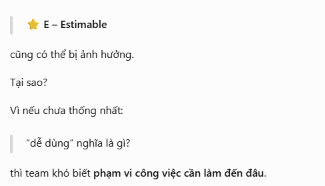 ⭐ E – Estimable
cũng có thể bị ảnh hưởng.
Tại sao?
Vì nếu chưa thống nhất:
“dễ dùng” nghĩa là gì?
thì team khó biết phạm vi công việc cần làm đến đâu.